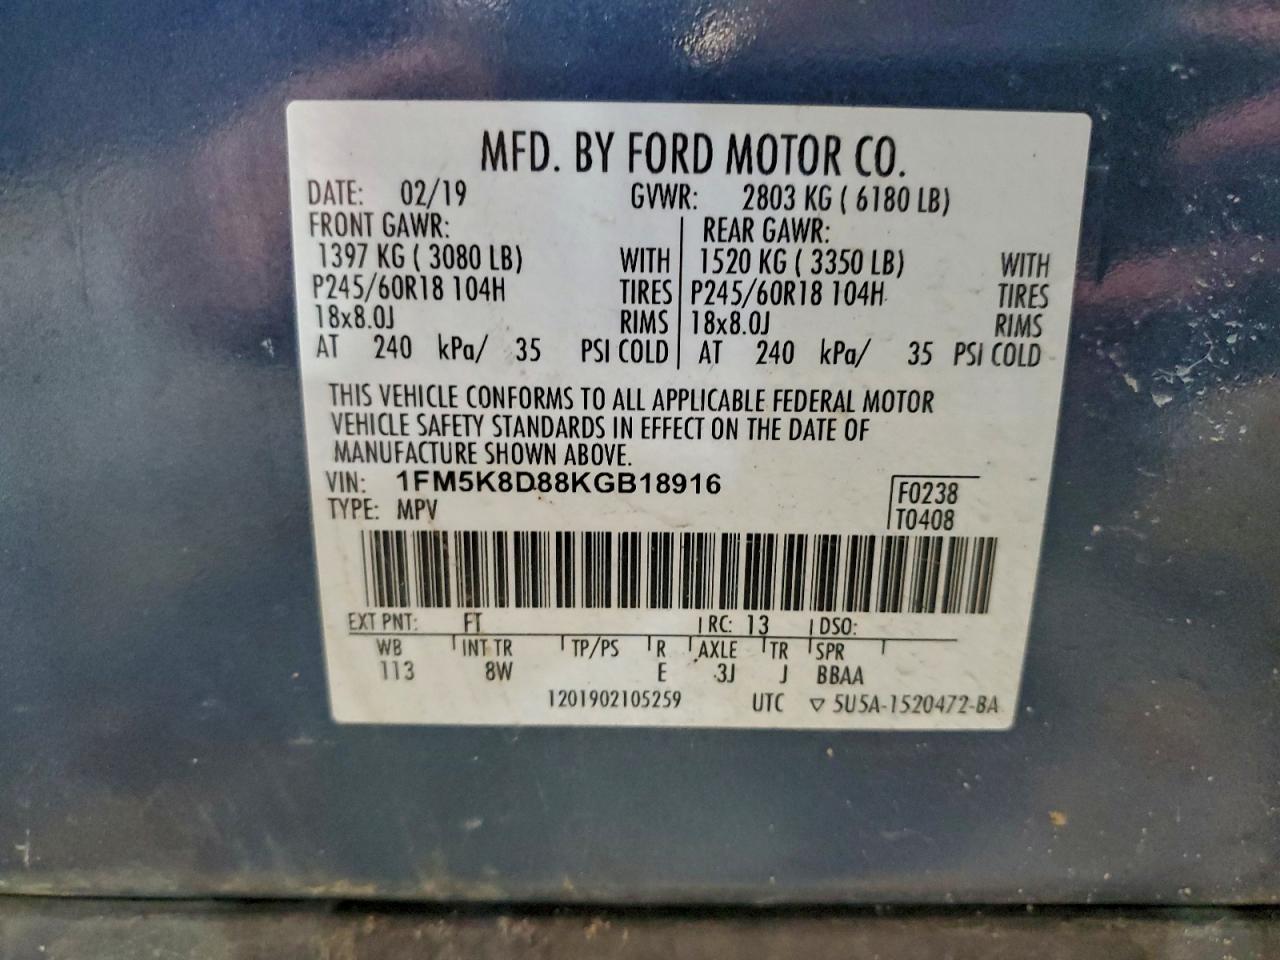 MFD. BY FORD MOTOR CO.
DATE: 02/19 GVWR: 2803 KG ( 6180 LB)
FRONT GAWR: REAR GAWR:
1397 KG ( 3080 LB) WITH 1520 KG ( 3350 LB) WITH
P245/60R18 104H TIRES P245/60R18 104H TIRES
18x8.0J RIMS 18x8.0J RIMS
AT 240 kPa/ 35 PSI COLD AT 240 kPa/ 35 PSI COLD
THIS VEHICLE CONFORMS TO ALL APPLICABLE FEDERAL MOTOR
VEHICLE SAFETY STANDARDS IN EFFECT ON THE DATE OF
MANUFACTURE SHOWN ABOVE.
VIN: 1FM5K8D88KGB18916 F0238
TYPE: MPV T0408
EXT PNT: FT RC: 13 DSO:
WB INT TR TP/PS R AXLE TR SPR
113 8W E 3J J BBAA
1201902105259 UTC ▽ 5U5A-1520472-BA